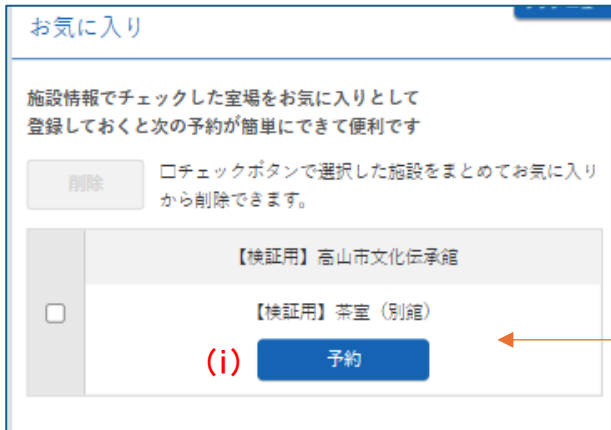 お気に入り
施設情報でチェックした室場をお気に入りとして
登録しておくと次の予約が簡単にできて便利です
削除
☐チェックボタンで選択した施設をまとめてお気に入り
から削除できます。
【検証用】高山市文化伝承館
【検証用】茶室（別館）
(i)
予約